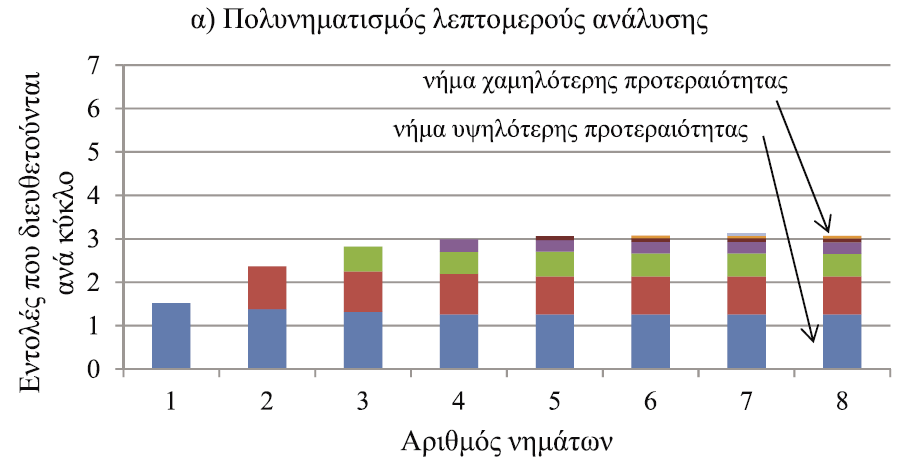 α) Πολυνηματισμός λεπτομερούς ανάλυσης
Εντολές που διευθετούνται
ανά κύκλο
7
6
5
4
3
2
1
0
νήμα χαμηλότερης προτεραιότητας
νήμα υψηλότερης προτεραιότητας
1 2 3 4 5 6 7 8
Αριθμός νημάτων